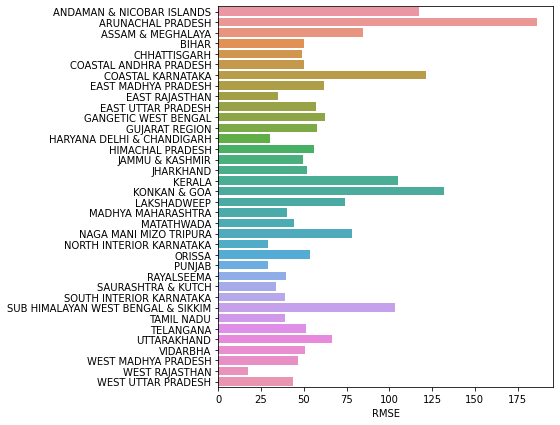 ANDAMAN & NICOBAR ISLANDS
ARUNACHAL PRADESH
ASSAM & MEGHALAYA
BIHAR
CHHATTISGARH
COASTAL ANDHRA PRADESH
COASTAL KARNATAKA
EAST MADHYA PRADESH
EAST RAJASTHAN
EAST UTTAR PRADESH
GANGETIC WEST BENGAL
GUJARAT REGION
HARYANA DELHI & CHANDIGARH
HIMACHAL PRADESH
JAMMU & KASHMIR
JHARKHAND
KERALA
KONKAN & GOA
LAKSHADWEEP
MADHYA MAHARASHTRA
MATATHWADA
NAGA MANI MIZO TRIPURA
NORTH INTERIOR KARNATAKA
ORISSA
PUNJAB
RAYALSEEMA
SAURASHTRA & KUTCH
SOUTH INTERIOR KARNATAKA
SUB HIMALAYAN WEST BENGAL & SIKKIM
TAMIL NADU
TELANGANA
UTTARAKHAND
VIDARBHA
WEST MADHYA PRADESH
WEST RAJASTHAN
WEST UTTAR PRADESH
0 25 50 75 100 125 150 175
RMSE